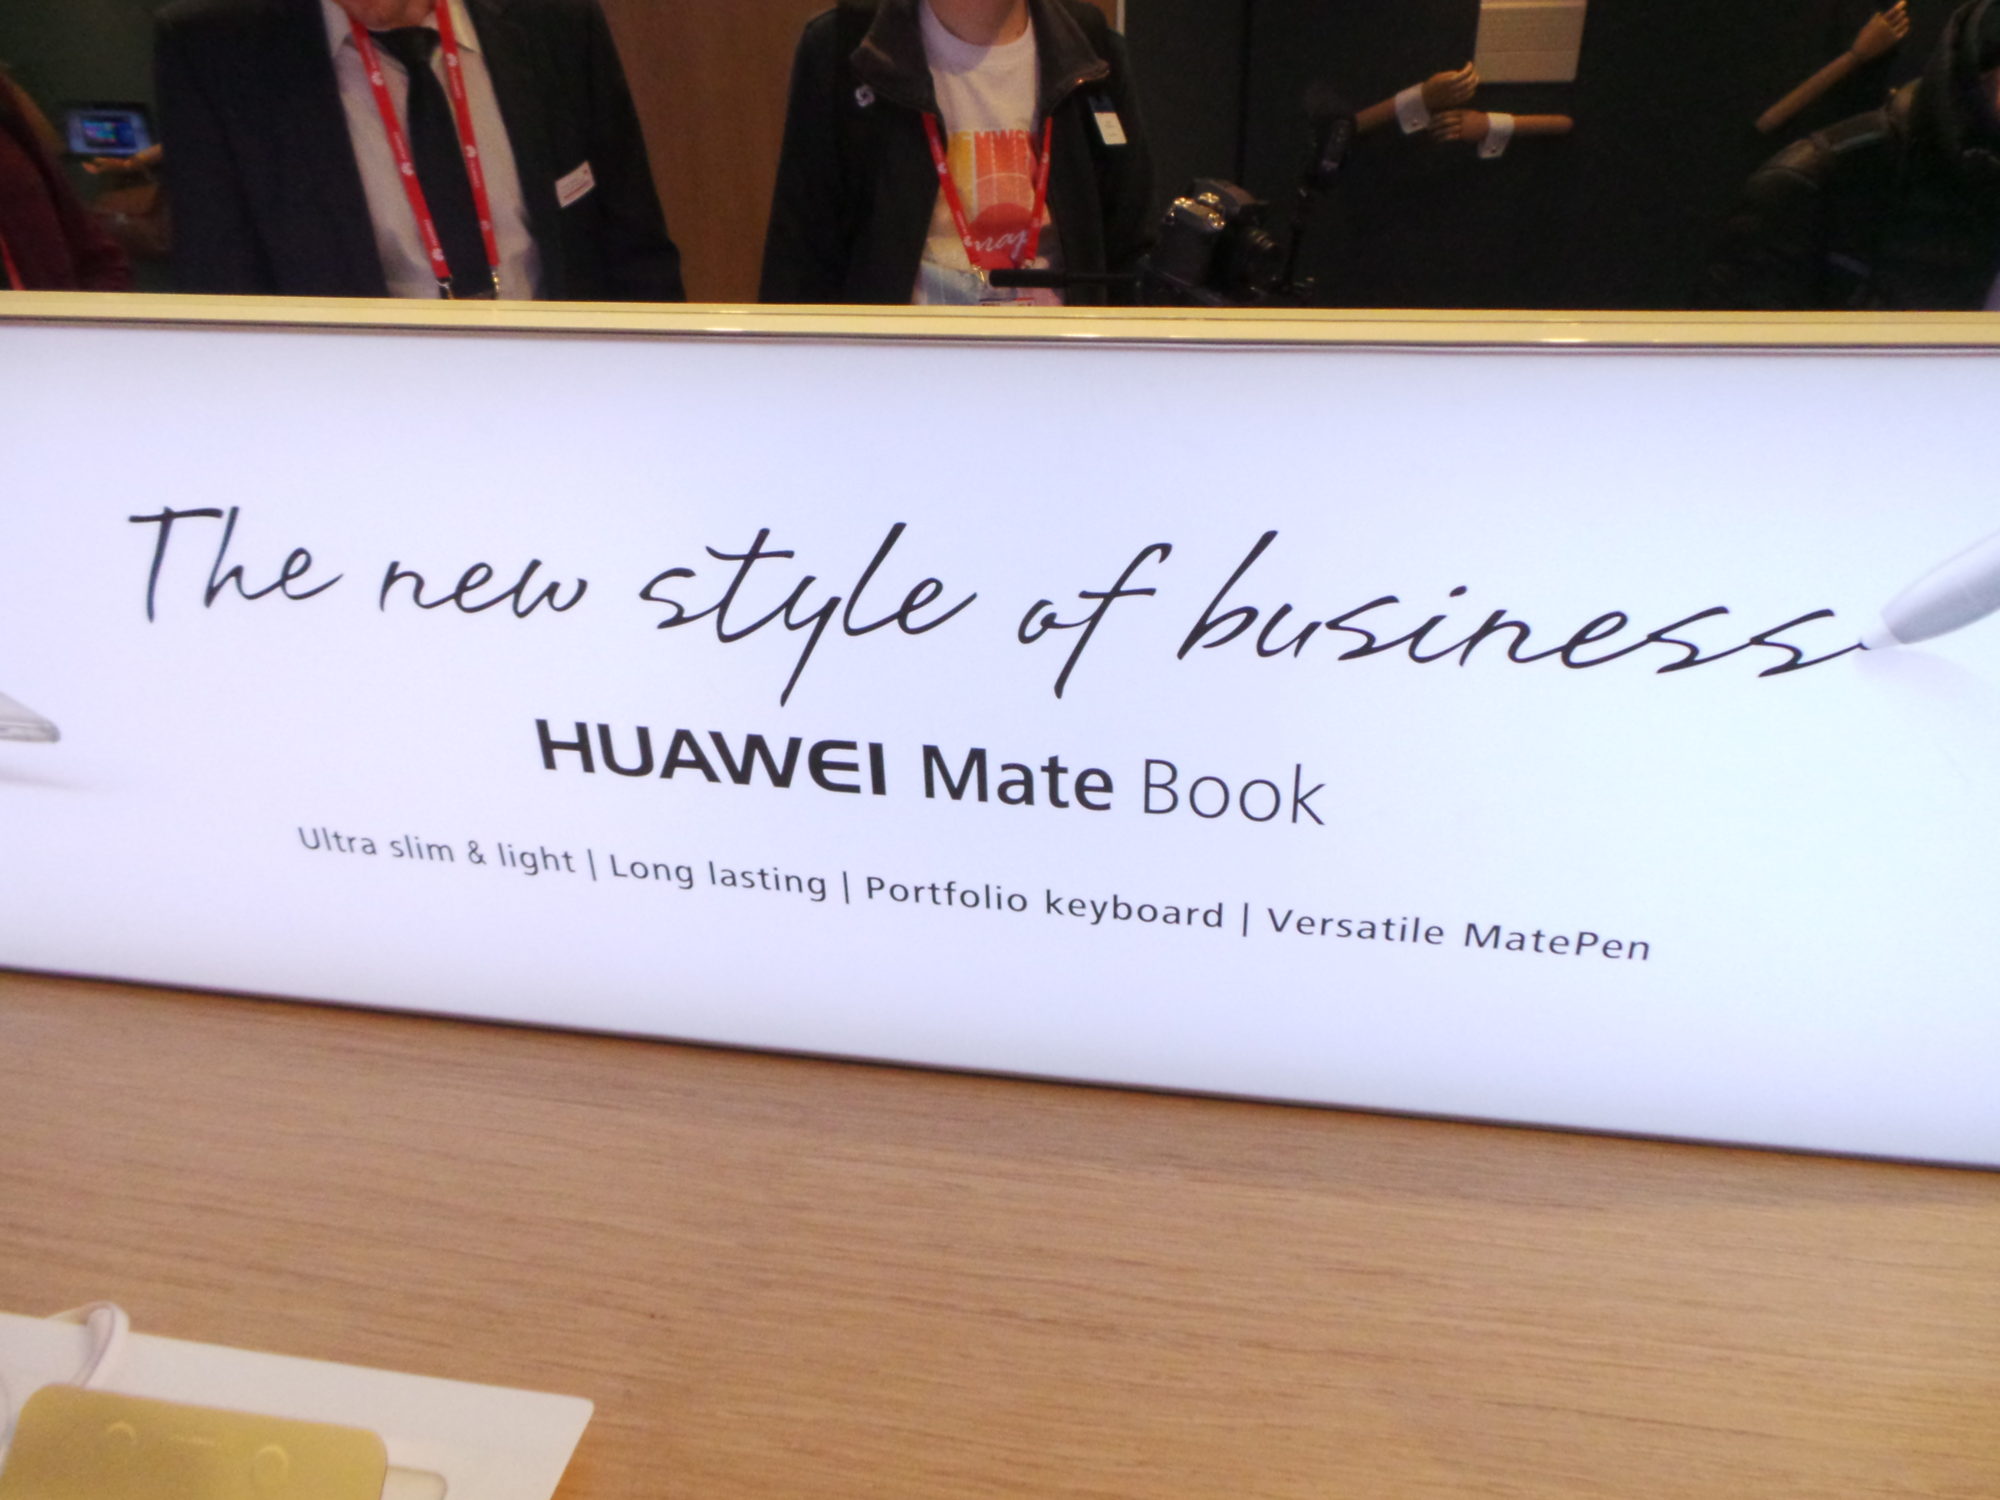 The new style of business
HUAWEI Mate Book
Ultra slim & light | Long lasting | Portfolio keyboard | Versatile MatePen